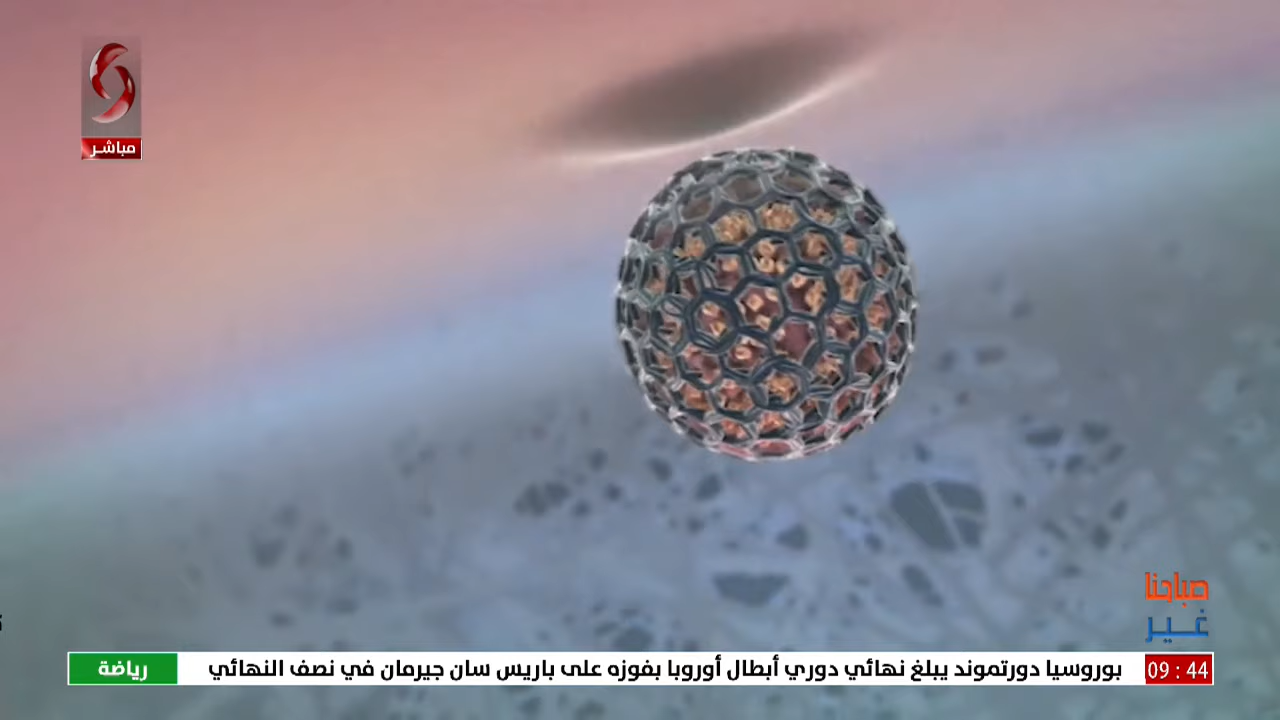 مباشر
صباحنا
غير
رياضة
بوروسيا دورتموند يبلغ نهائي دوري أبطال أوروبا بفوزه على باريس سان جيرمان في نصف النهائي
09 : 44